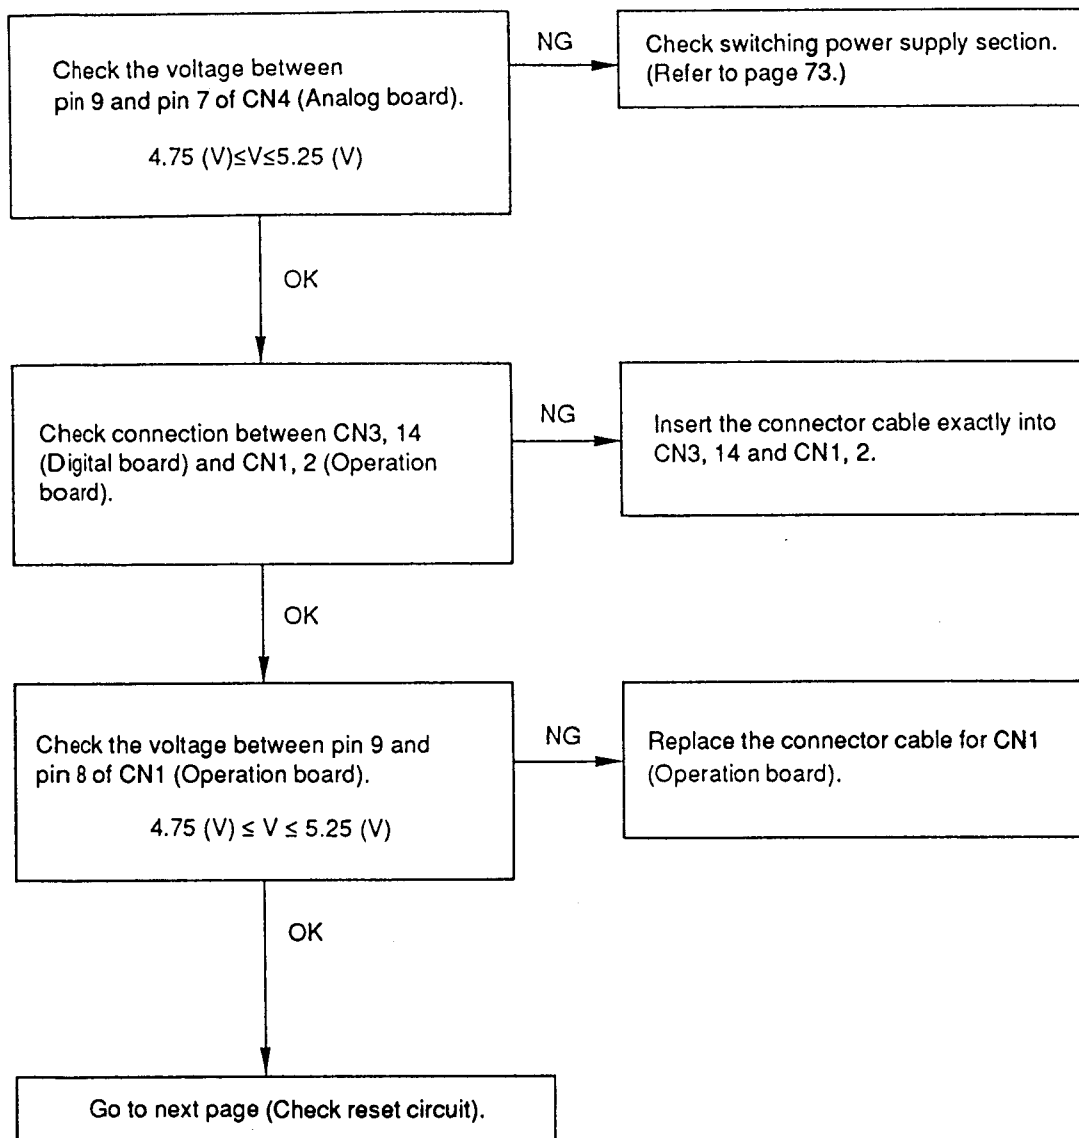 Check the voltage between
pin 9 and pin 7 of CN4 (Analog board).
4.75 (V)≤V≤5.25 (V)
NG
Check switching power supply section.
(Refer to page 73.)
OK
Check connection between CN3, 14
(Digital board) and CN1, 2 (Operation
board).
NG
Insert the connector cable exactly into
CN3, 14 and CN1, 2.
OK
Check the voltage between pin 9 and
pin 8 of CN1 (Operation board).
4.75 (V) ≤ V ≤ 5.25 (V)
NG
Replace the connector cable for CN1
(Operation board).
OK
Go to next page (Check reset circuit).